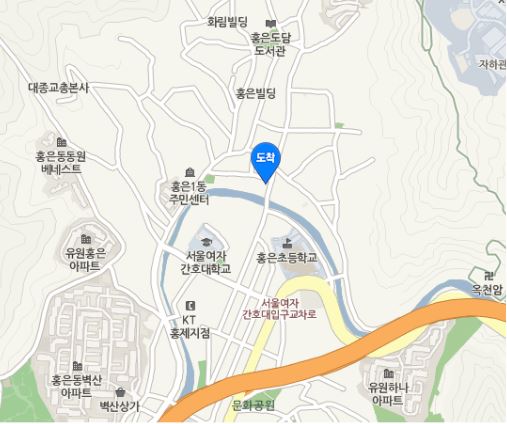 화림빌딩
홍은도담
도서관
자하관
대종교총본사
홍은빌딩
홍은동동원
베네스트
도착
홍은1동
주민센터
유원홍은
아파트
서울여자
간호대학교
홍은초등학교
옥천암
서울여자
간호대입구교차로
KT
홍제지점
홍은동벽산
아파트
벽산상가
문화공원
유원하나
아파트